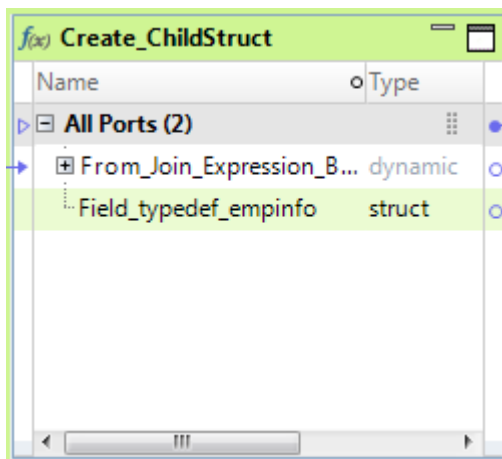 f(x) Create_ChildStruct
Name Type
All Ports (2)
From_Join_Expression_B... dynamic
Field_typedef_empinfo struct